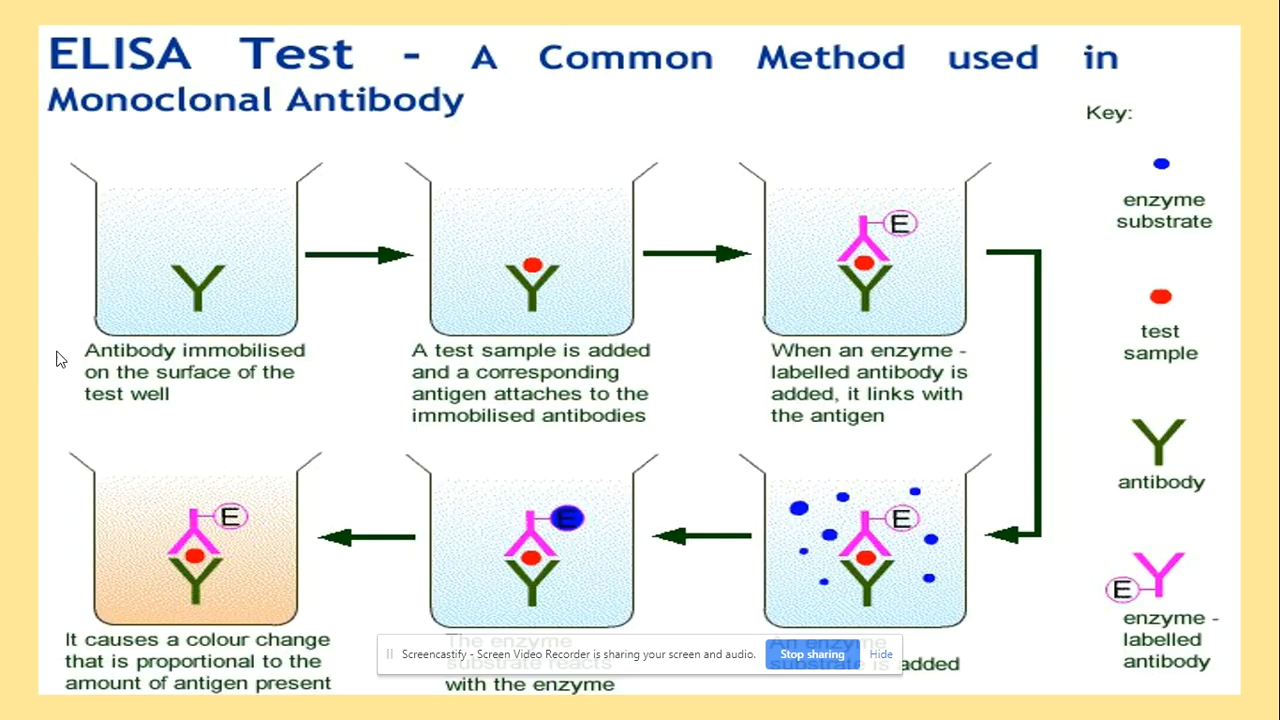 ELISA Test - A Common Method used in
Monoclonal Antibody
Key:
enzyme
substrate
test
sample
antibody
E
enzyme -
labelled
antibody
E
Antibody immobilised
on the surface of the
test well
A test sample is added
and a corresponding
antigen attaches to the
immobilised antibodies
When an enzyme -
labelled antibody is
added, it links with
the antigen
E
E
E
It causes a colour change
that is proportional to the
amount of antigen present
The enzyme
substrate reacts
with the enzyme
An enzyme
substrate is added
Screencastify - Screen Video Recorder is sharing your screen and audio.
Stop sharing
Hide